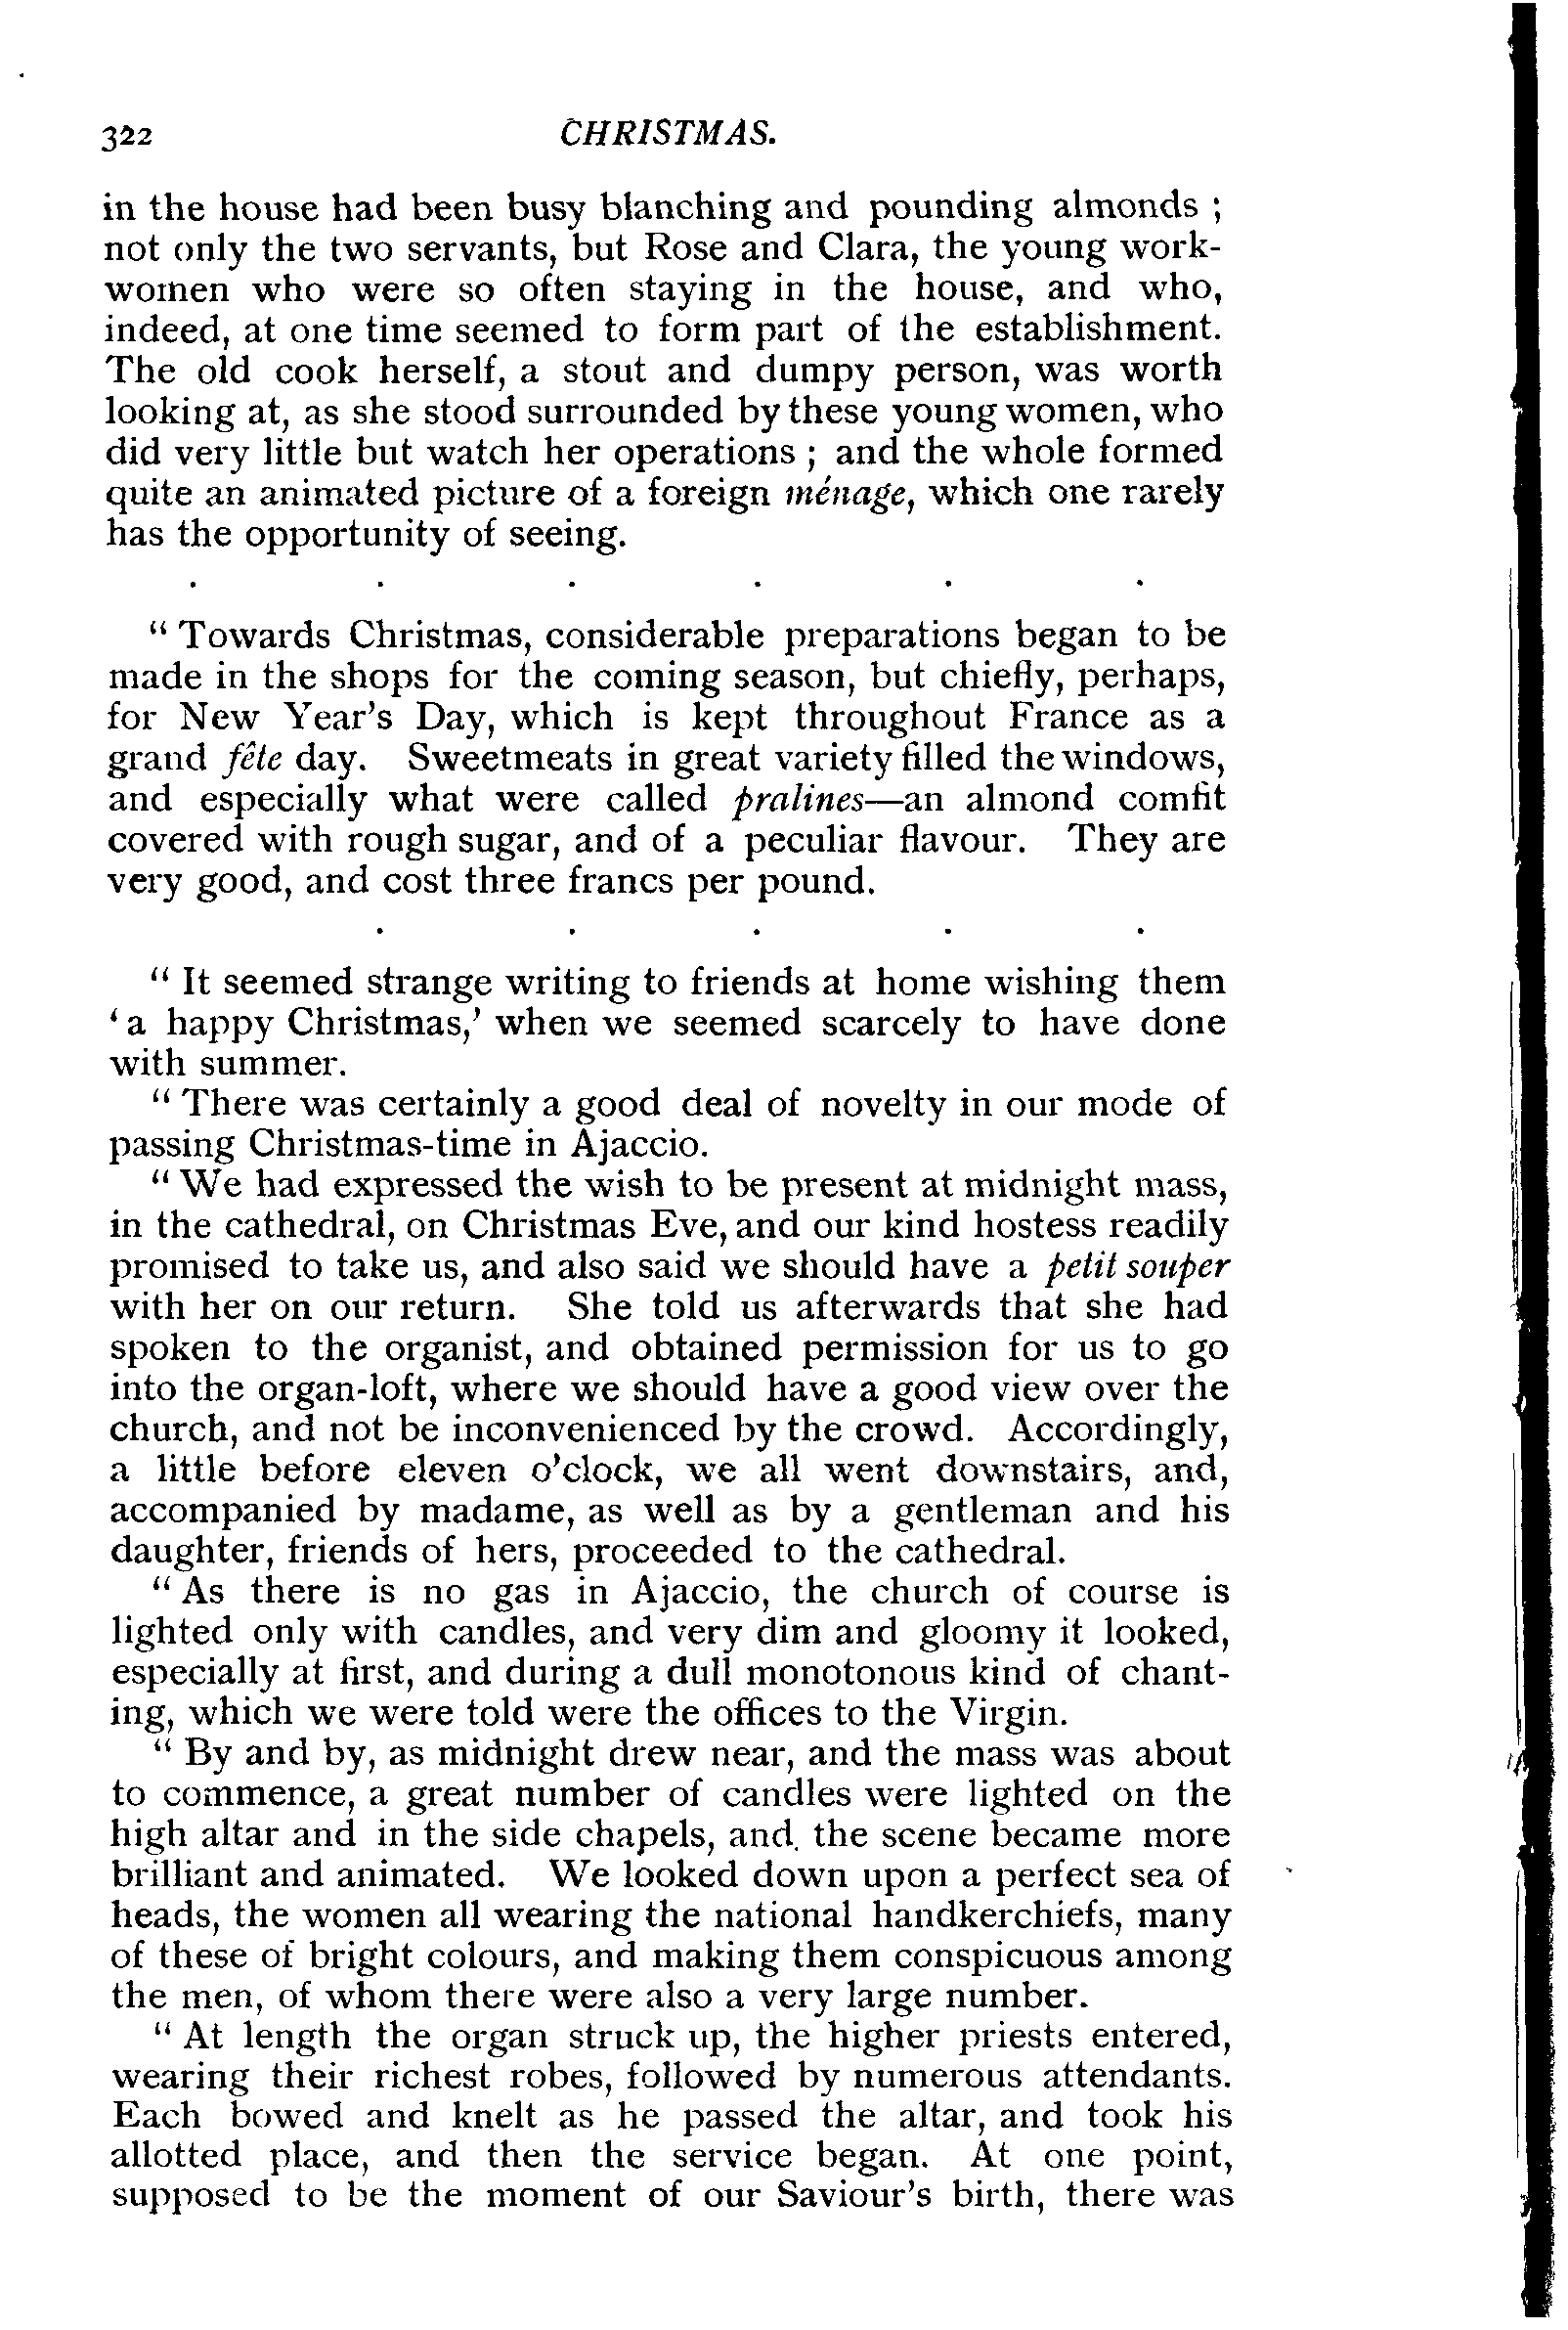 322 CHRISTMAS.
in the house had been busy blanching and pounding almonds ;
not only the two servants, but Rose and Clara, the young work-
women who were so often staying in the house, and who,
indeed, at one time seemed to form part of the establishment.
The old cook herself, a stout and dumpy person, was worth
looking at, as she stood surrounded by these young women, who
did very little but watch her operations ; and the whole formed
quite an animated picture of a foreign ménage, which one rarely
has the opportunity of seeing.
. . . . . .
“ Towards Christmas, considerable preparations began to be
made in the shops for the coming season, but chiefly, perhaps,
for New Year’s Day, which is kept throughout France as a
grand fête day. Sweetmeats in great variety filled the windows,
and especially what were called pralines—an almond comfit
covered with rough sugar, and of a peculiar flavour. They are
very good, and cost three francs per pound.
. . . . .
“ It seemed strange writing to friends at home wishing them
‘ a happy Christmas,’ when we seemed scarcely to have done
with summer.
“ There was certainly a good deal of novelty in our mode of
passing Christmas-time in Ajaccio.
“ We had expressed the wish to be present at midnight mass,
in the cathedral, on Christmas Eve, and our kind hostess readily
promised to take us, and also said we should have a petit souper
with her on our return. She told us afterwards that she had
spoken to the organist, and obtained permission for us to go
into the organ-loft, where we should have a good view over the
church, and not be inconvenienced by the crowd. Accordingly,
a little before eleven o’clock, we all went downstairs, and,
accompanied by madame, as well as by a gentleman and his
daughter, friends of hers, proceeded to the cathedral.
“ As there is no gas in Ajaccio, the church of course is
lighted only with candles, and very dim and gloomy it looked,
especially at first, and during a dull monotonous kind of chant-
ing, which we were told were the offices to the Virgin.
“ By and by, as midnight drew near, and the mass was about
to commence, a great number of candles were lighted on the
high altar and in the side chapels, and the scene became more
brilliant and animated. We looked down upon a perfect sea of
heads, the women all wearing the national handkerchiefs, many
of these of bright colours, and making them conspicuous among
the men, of whom there were also a very large number.
“ At length the organ struck up, the higher priests entered,
wearing their richest robes, followed by numerous attendants.
Each bowed and knelt as he passed the altar, and took his
allotted place, and then the service began. At one point,
supposed to be the moment of our Saviour’s birth, there was